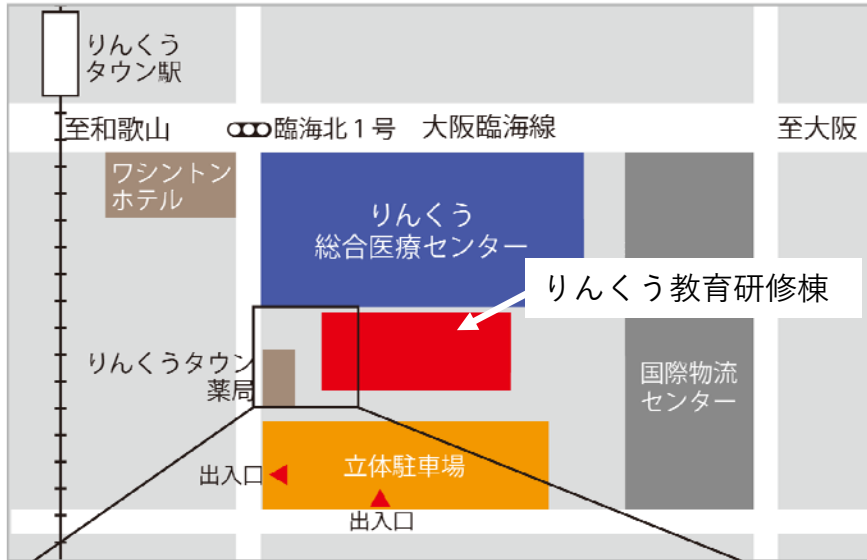 りんくう
タウン駅
至和歌山
臨海北1号
大阪臨海線
至大阪
ワシントン
ホテル
りんくう
総合医療センター
りんくう教育研修棟
りんくうタウン
薬局
国際物流
センター
立体駐車場
出入口
出入口